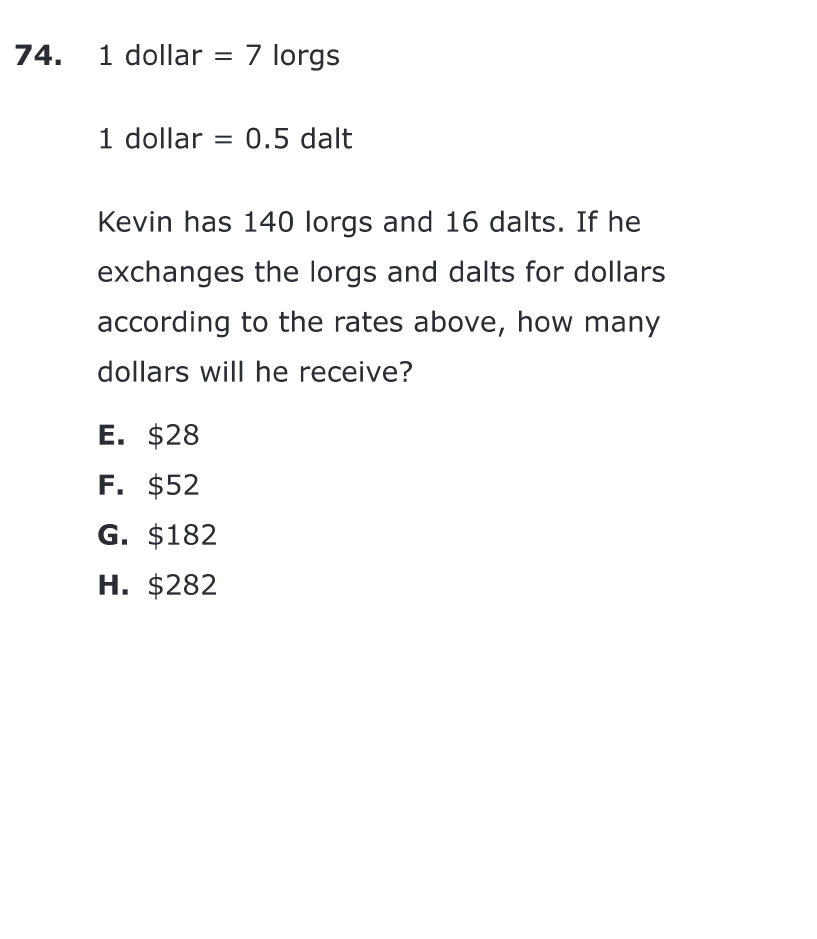 74. 1 dollar = 7 lorgs
1 dollar = 0.5 dalt
Kevin has 140 lorgs and 16 dalts. If he
exchanges the lorgs and dalts for dollars
according to the rates above, how many
dollars will he receive?
E. $28
F. $52
G. $182
H. $282